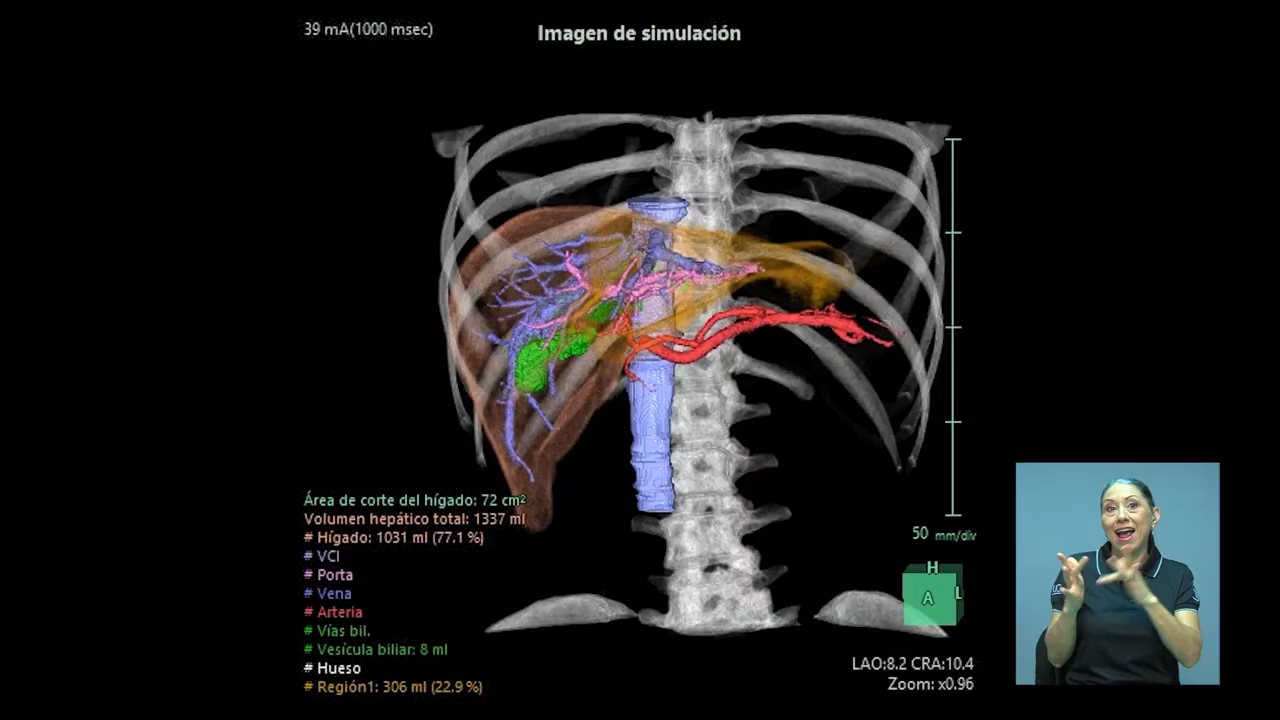 39 mA(1000 msec)
Imagen de simulación
Área de corte del hígado: 72 cm²
Volumen hepático total: 1337 ml
# Hígado: 1031 ml (77.1 %)
# VCI
# Porta
# Vena
# Arteria
# Vías bil.
# Vesícula biliar: 8 ml
# Hueso
# Región1: 306 ml (22.9 %)
50 mm/div
H
A
L
LAO:8.2 CRA:10.4
Zoom: x0.96